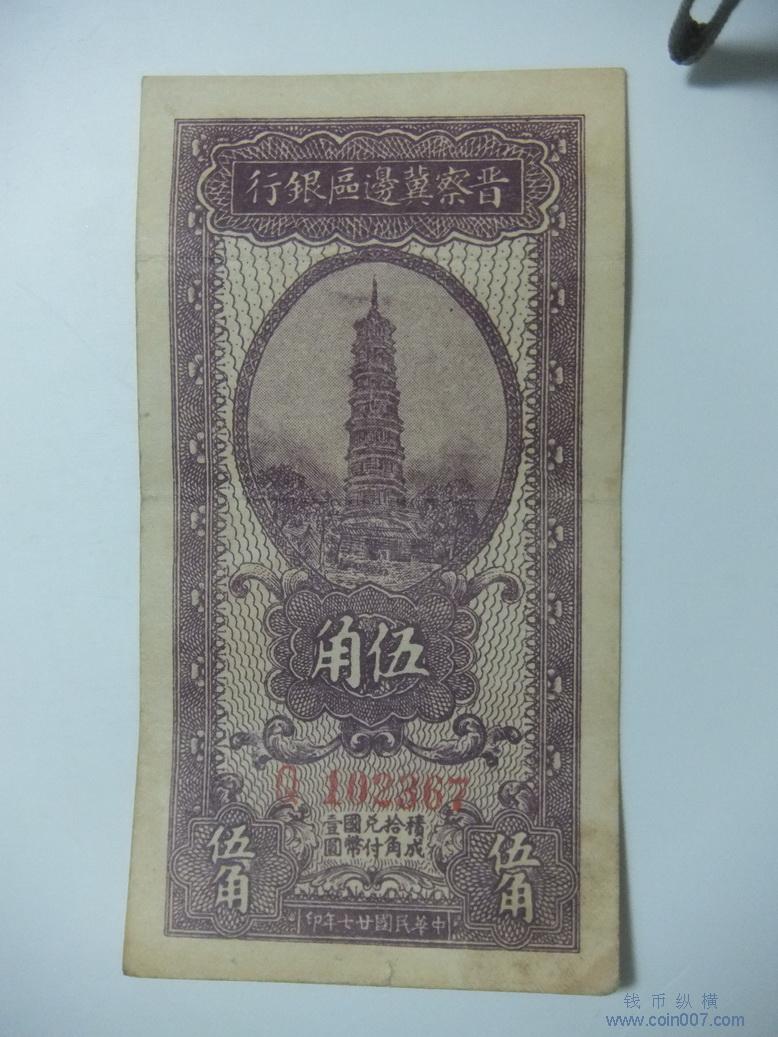 晉察冀邊區銀行
伍角
Q 102367
積成拾角兌付國幣壹圓
伍角
伍角
中華民國廿七年印
钱币纵横
www.coin007.com